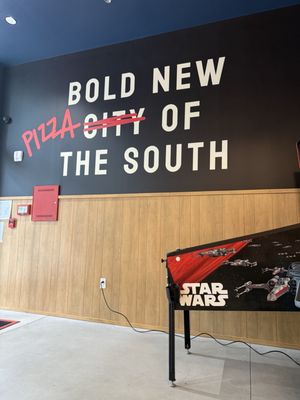 BOLD NEW
PIZZA CITY OF
THE SOUTH
STAR
WARS